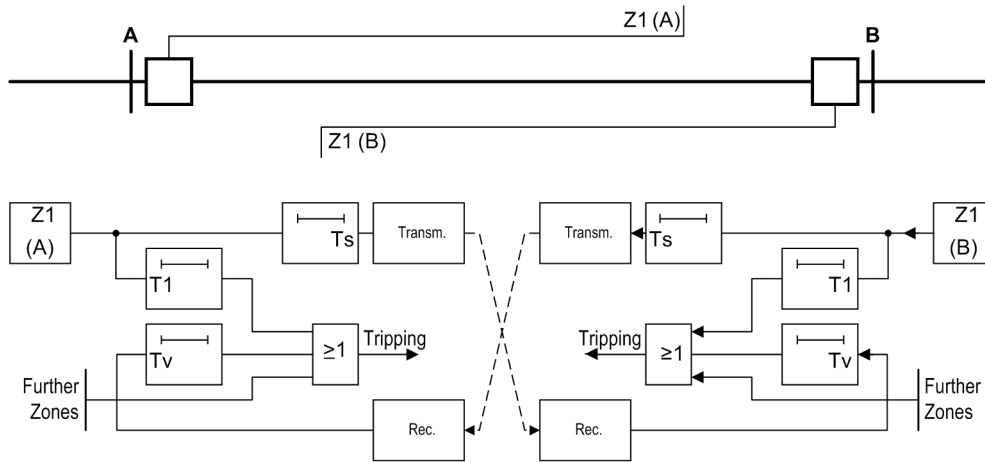 Z1 (A)
A
B
Z1 (B)
Z1
(A)
Ts
Transm.
Transm.
Ts
Z1
(B)
T1
T1
Tv
≥1
Tripping
Tripping
≥1
Tv
Further
Zones
Further
Zones
Rec.
Rec.